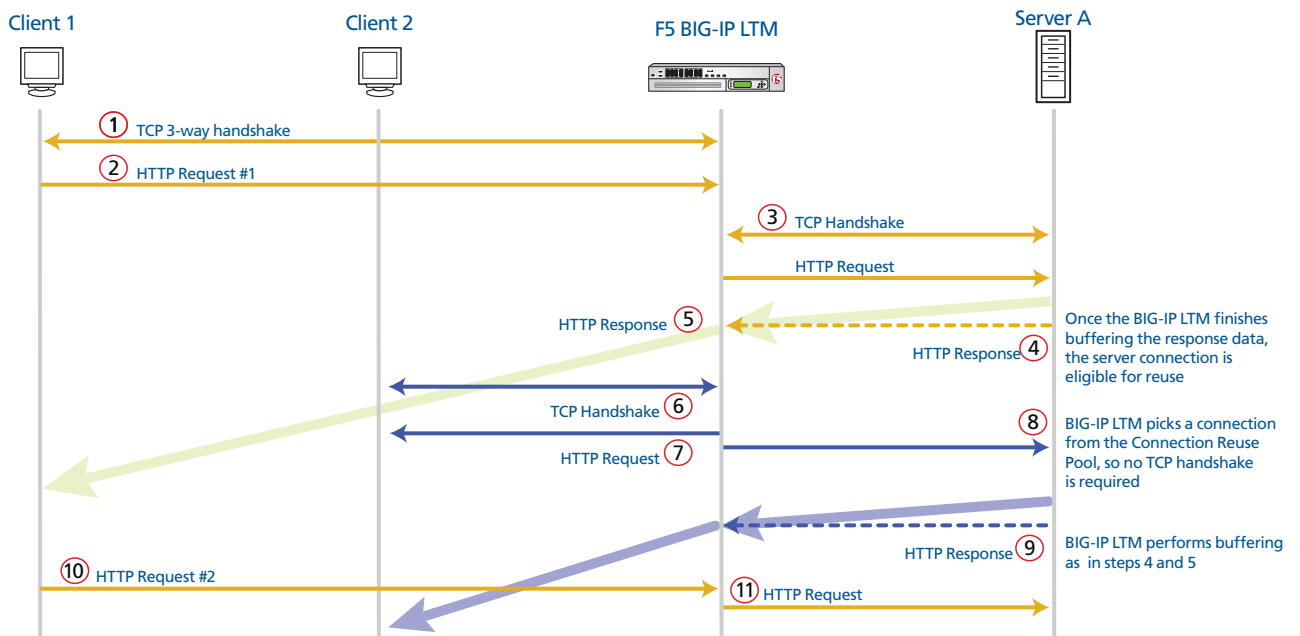 Client 1
Client 2
F5 BIG-IP LTM
Server A
1 TCP 3-way handshake
2 HTTP Request #1
3 TCP Handshake
HTTP Request
HTTP Response 5
HTTP Response 4
Once the BIG-IP LTM finishes
buffering the response data,
the server connection is
eligible for reuse
TCP Handshake 6
HTTP Request 7
8
BIG-IP LTM picks a connection
from the Connection Reuse
Pool, so no TCP handshake
is required
HTTP Response 9
BIG-IP LTM performs buffering
as in steps 4 and 5
10 HTTP Request #2
11 HTTP Request